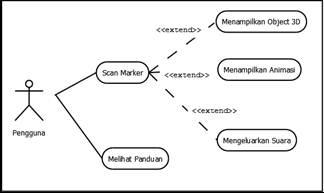 Menampilkan Object 3D
<<extend>>
Scan Marker
<<extend>>
Menampilkan Animasi
<<extend>>
Pengguna
Mengeluarkan Suara
Melihat Panduan